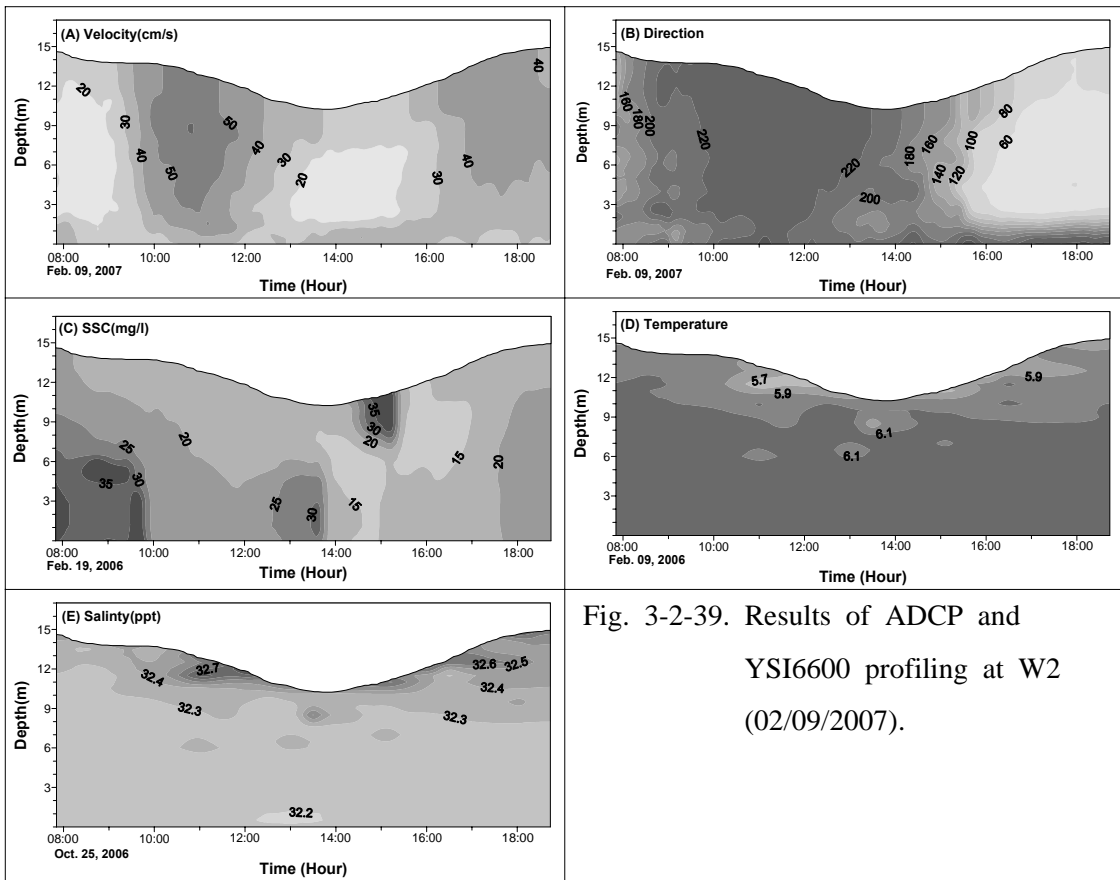 (A) Velocity(cm/s)
Depth(m)
15
12
9
6
3
20
30
40
50
50
40
30
20
30
40
40
08:00 10:00 12:00 14:00 16:00 18:00
Feb. 09, 2007
Time (Hour)
(B) Direction
Depth(m)
15
12
9
6
3
160
180
200
220
220
200
180
160
140
120
100
80
60
08:00 10:00 12:00 14:00 16:00 18:00
Feb. 09, 2007
Time (Hour)
(C) SSC(mg/l)
Depth(m)
15
12
9
6
3
25
35
30
20
25
30
35
30
20
15
15
20
08:00 10:00 12:00 14:00 16:00 18:00
Feb. 19, 2006
Time (Hour)
(D) Temperature
Depth(m)
15
12
9
6
3
5.7
5.9
6.1
6.1
5.9
08:00 10:00 12:00 14:00 16:00 18:00
Feb. 09, 2006
Time (Hour)
(E) Salinty(ppt)
Depth(m)
15
12
9
6
3
32.4
32.7
32.3
32.2
32.6
32.5
32.4
32.3
08:00 10:00 12:00 14:00 16:00 18:00
Oct. 25, 2006
Time (Hour)
Fig. 3-2-39. Results of ADCP and
YSI6600 profiling at W2
(02/09/2007).